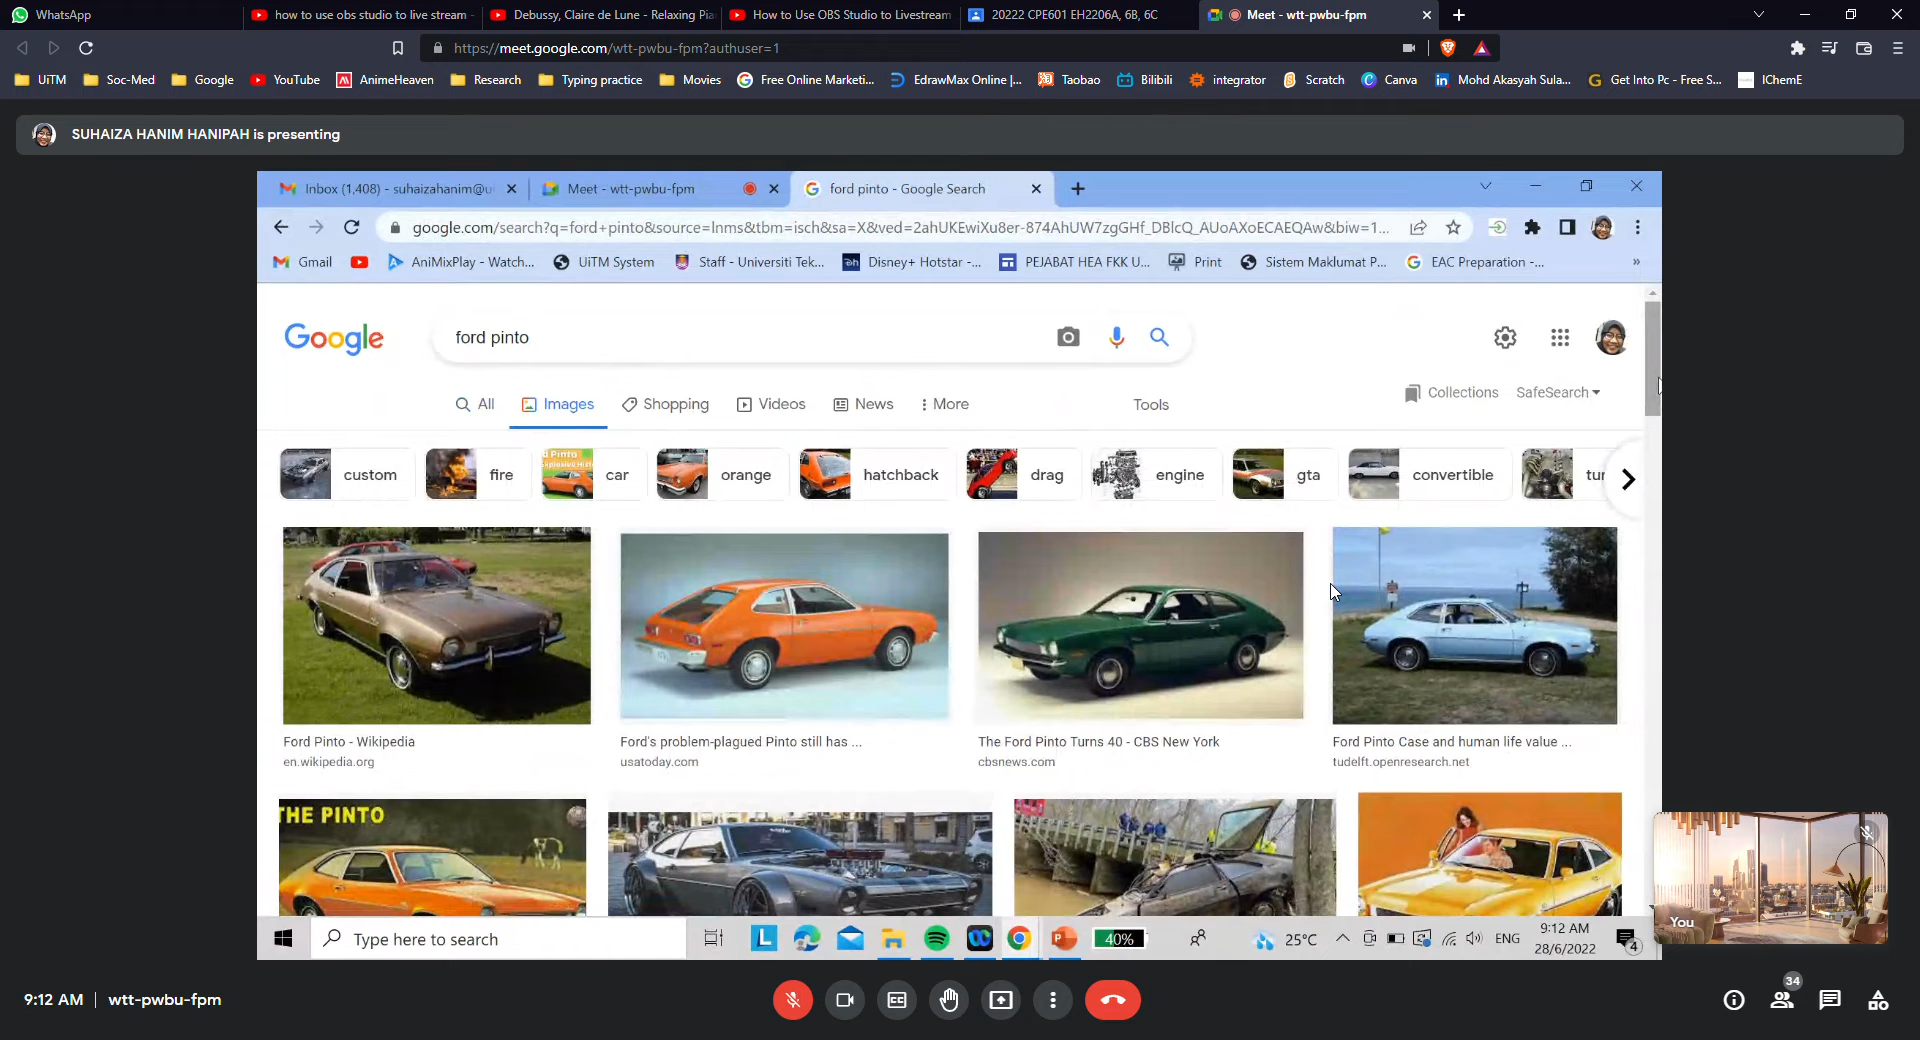 WhatsApp
how to use obs studio to live stream -
Debussy, Claire de Lune - Relaxing Pia
How to Use OBS Studio to Livestream
20222 CPE601 EH2206A, 6B, 6C
Meet - wtt-pwbu-fpm
https://meet.google.com/wtt-pwbu-fpm?authuser=1
UiTM
Soc-Med
Google
YouTube
AnimeHeaven
Research
Typing practice
Movies
Free Online Marketi...
EdrawMax Online |...
Taobao
Bilibili
integrator
Scratch
Canva
Mohd Akasyah Sula...
Get Into Pc - Free S...
IChemE
SUHAIZA HANIM HANIPAH is presenting
Inbox (1,408) - suhaizahanim@u
Meet - wtt-pwbu-fpm
ford pinto - Google Search
google.com/search?q=ford+pinto&source=lnms&tbm=isch&sa=X&ved=2ahUKEwiXu8er-874AhUW7zgGHf_DBlcQ_AUoAXoECAEQAw&biw=1...
Gmail
AniMixPlay - Watch...
UiTM System
Staff - Universiti Tek...
Disney+ Hotstar -...
PEJABAT HEA FKK U...
Print
Sistem Maklumat P...
EAC Preparation -...
»
Google
ford pinto
All
Images
Shopping
Videos
News
More
Tools
Collections
SafeSearch
custom
fire
car
orange
hatchback
drag
engine
gta
convertible
tur
Ford Pinto - Wikipedia
en.wikipedia.org
Ford's problem-plagued Pinto still has ...
usatoday.com
The Ford Pinto Turns 40 - CBS New York
cbsnews.com
Ford Pinto Case and human life value ...
tudelft.openresearch.net
THE PINTO
You
Type here to search
40%
25°C
ENG
9:12 AM
28/6/2022
4
9:12 AM | wtt-pwbu-fpm
34